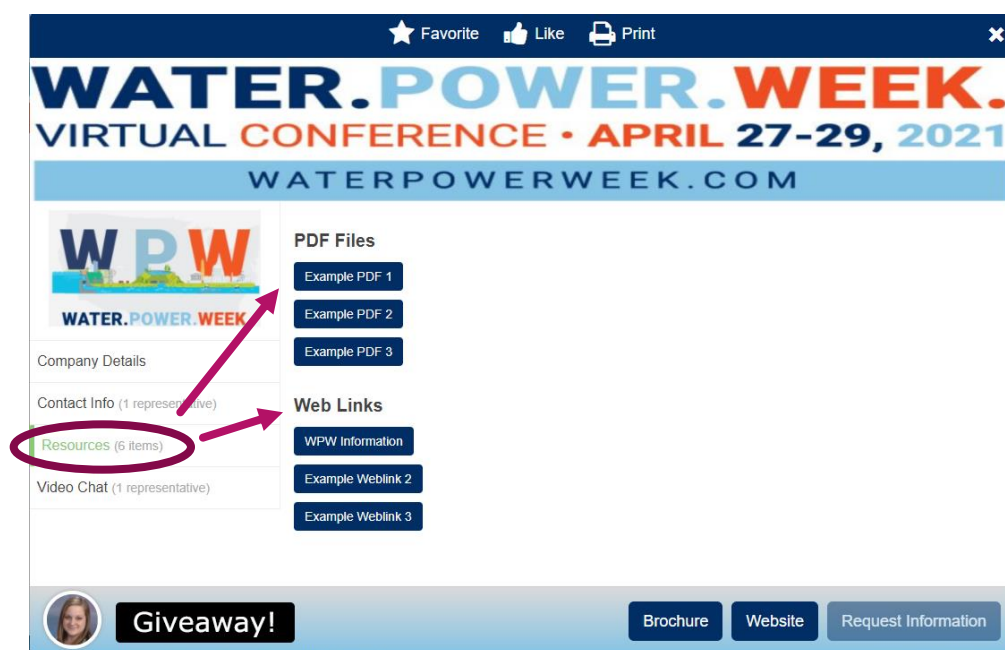 Favorite Like Print
WATER.POWER.WEEK.
VIRTUAL CONFERENCE • APRIL 27-29, 2021
WATERPOWERWEEK.COM
WPW
WATER.POWER.WEEK
Company Details
Contact Info (1 representative)
Resources (6 items)
Video Chat (1 representative)
PDF Files
Example PDF 1
Example PDF 2
Example PDF 3
Web Links
WPW Information
Example Weblink 2
Example Weblink 3
Giveaway!
Brochure Website Request Information